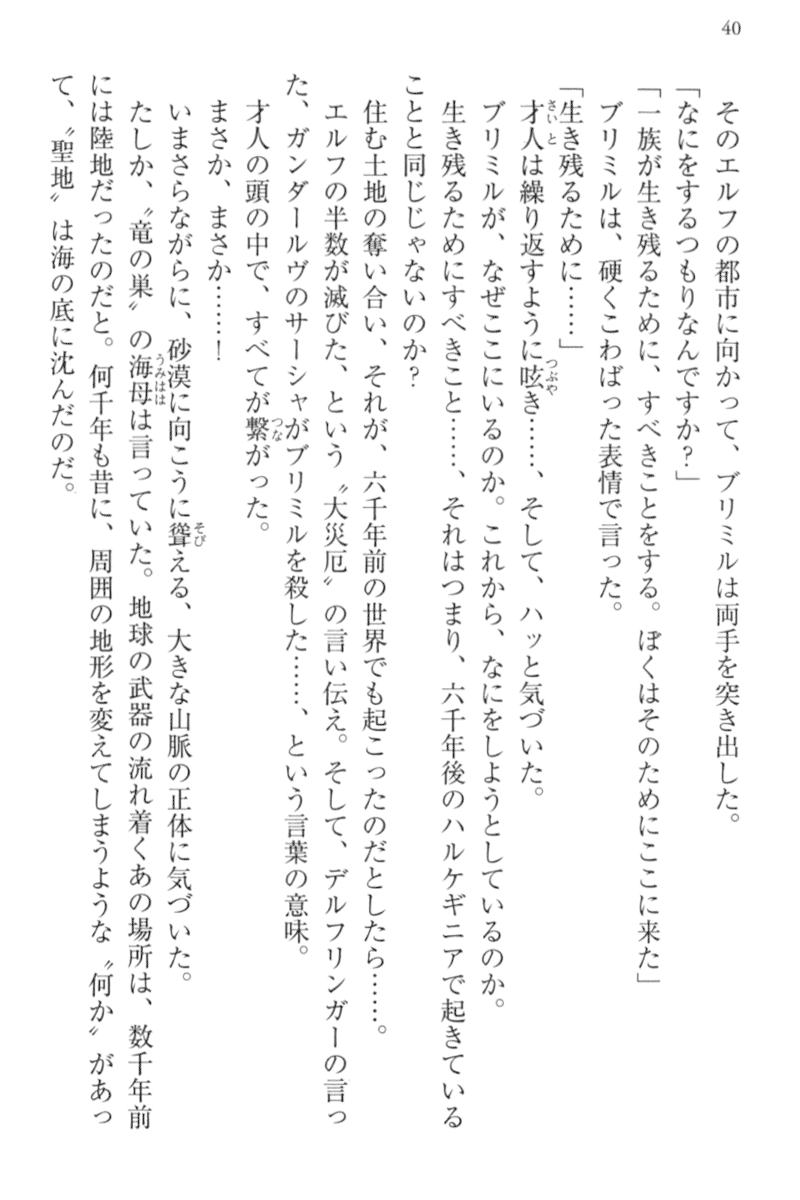 40
そのエルフの都市に向かって、ブリミルは両手を突き出した。
「なにをするつもりなんですか？」
「一族が生き残るために、すべきことをする。ぼくはそのためにここに来た」
ブリミルは、硬くこわばった表情で言った。
「生き残るために……」
才人は繰り返すように呟き……、そして、ハッと気づいた。
ブリミルが、なぜここにいるのか。これから、なにをしようとしているのか。
生き残るためにすべきこと……、それはつまり、六千年後のハルケギニアで起きている
ことと同じじゃないのか？
住む土地の奪い合い、それが、六千年前の世界でも起こったのだとしたら……。
エルフの半数が滅びた、という〝大災厄〟の言い伝え。そして、デルフリンガーの言っ
た、ガンダールヴのサーシャがブリミルを殺した……、という言葉の意味。
才人の頭の中で、すべてが繋がった。
まさか、まさか……！
いまさらながらに、砂漠に向こうに聳える、大きな山脈の正体に気づいた。
たしか、〝竜の巣〟の海母は言っていた。地球の武器の流れ着くあの場所は、数千年前
には陸地だったのだと。何千年も昔に、周囲の地形を変えてしまうような〝何か〟があっ
て、〝聖地〟は海の底に沈んだのだ。